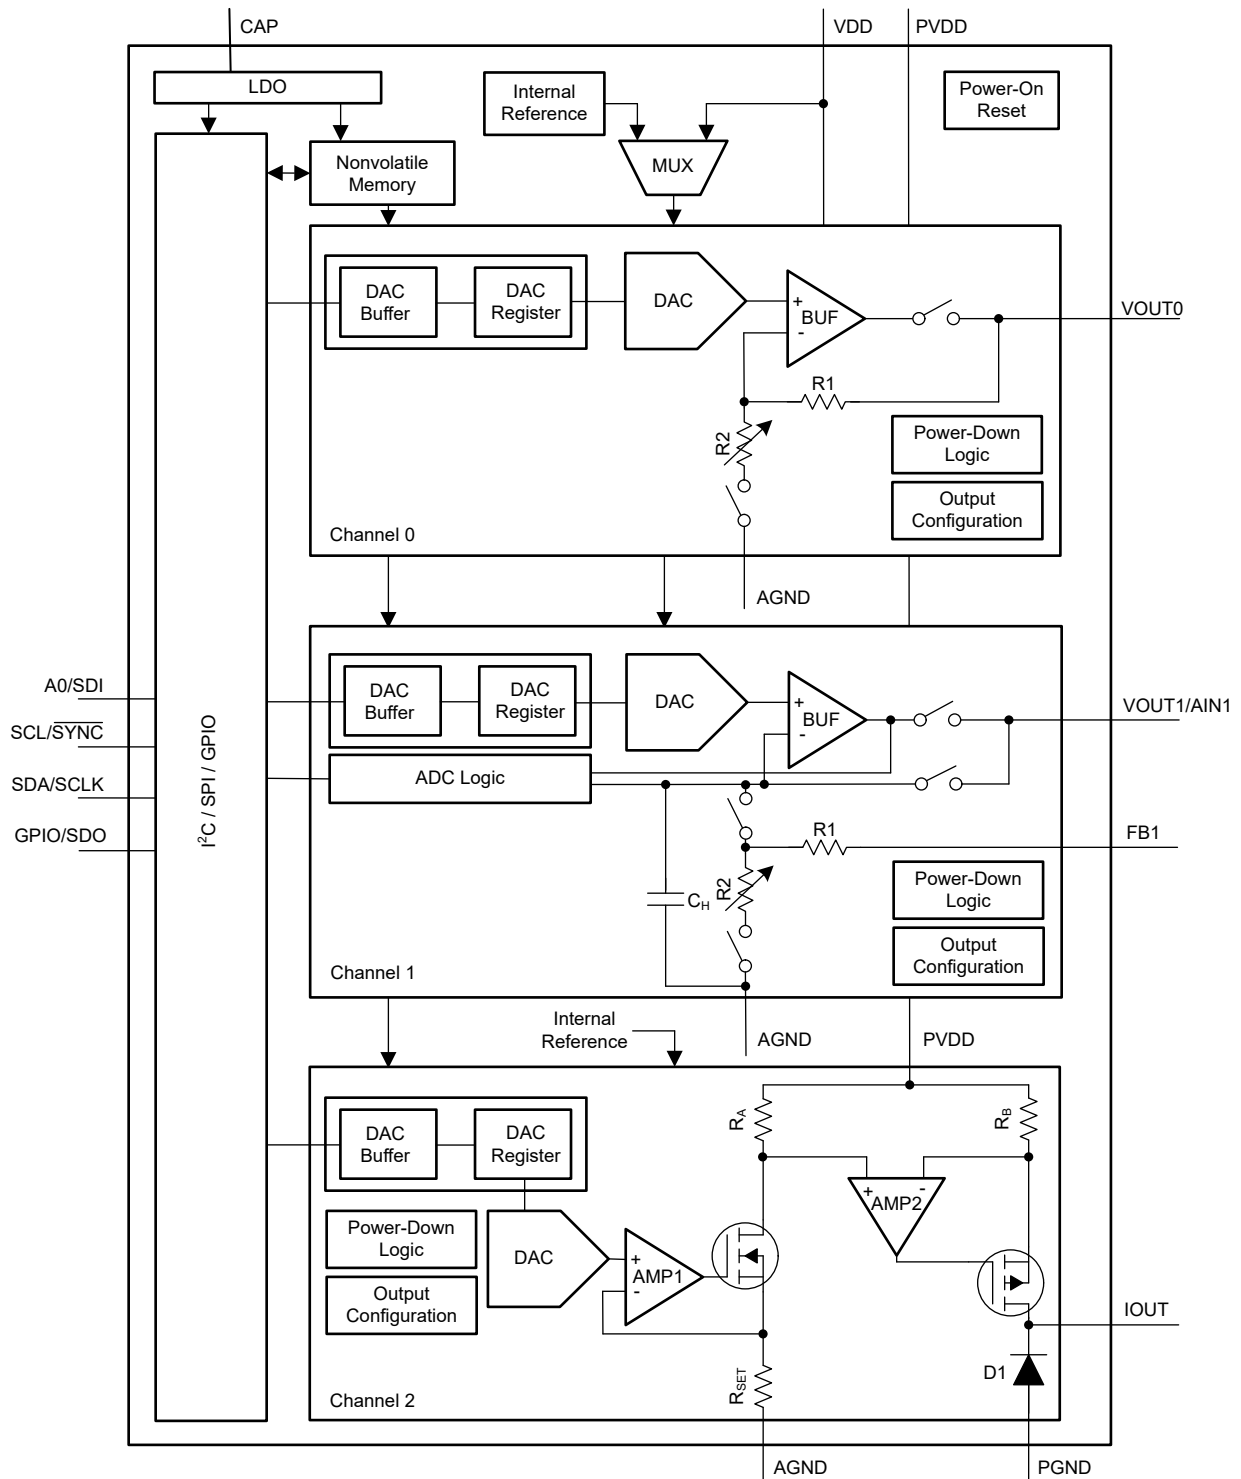 CAP
VDD
PVDD
LDO
Internal
Reference
Power-On
Reset
Nonvolatile
Memory
MUX
DAC
Buffer
DAC
Register
DAC
+
BUF
-
VOUT0
R1
R2
Power-Down
Logic
Output
Configuration
Channel 0
AGND
A0/SDI
SCL/SYNC
SDA/SCLK
GPIO/SDO
I²C / SPI / GPIO
DAC
Buffer
DAC
Register
DAC
+
BUF
-
VOUT1/AIN1
ADC Logic
R1
FB1
R2
CH
Power-Down
Logic
Output
Configuration
Channel 1
Internal
Reference
AGND
PVDD
DAC
Buffer
DAC
Register
RA
RB
+
-
AMP2
Power-Down
Logic
DAC
+
AMP1
-
Output
Configuration
IOUT
D1
RSET
Channel 2
AGND
PGND